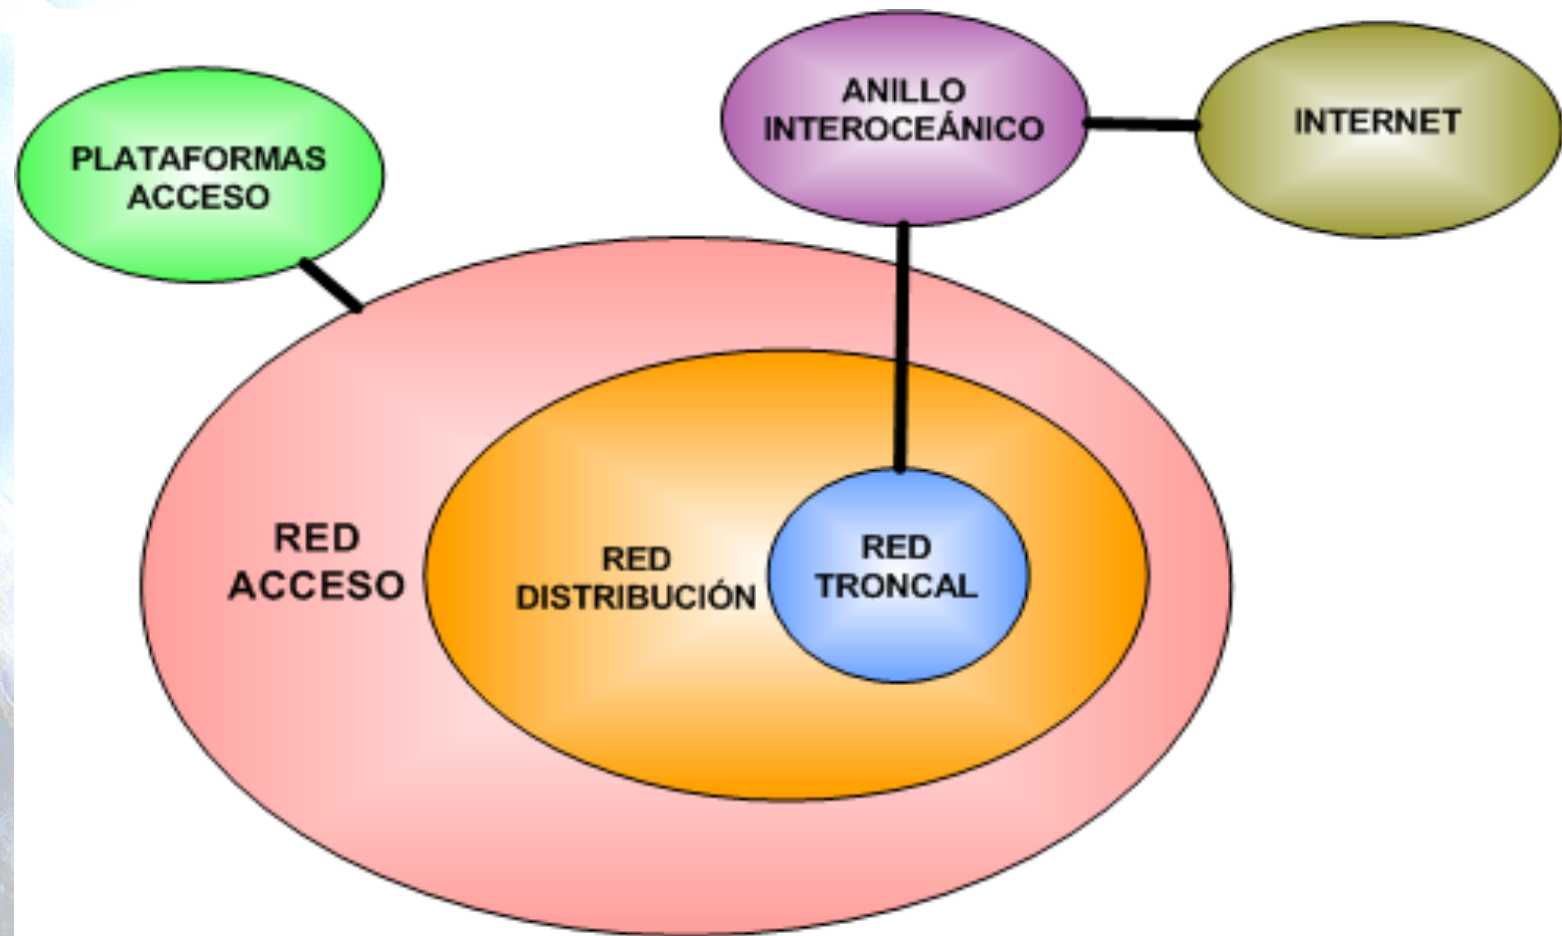 ANILLO
INTEROCEÁNICO
INTERNET
PLATAFORMAS
ACCESO
RED
ACCESO
RED
DISTRIBUCIÓN
RED
TRONCAL